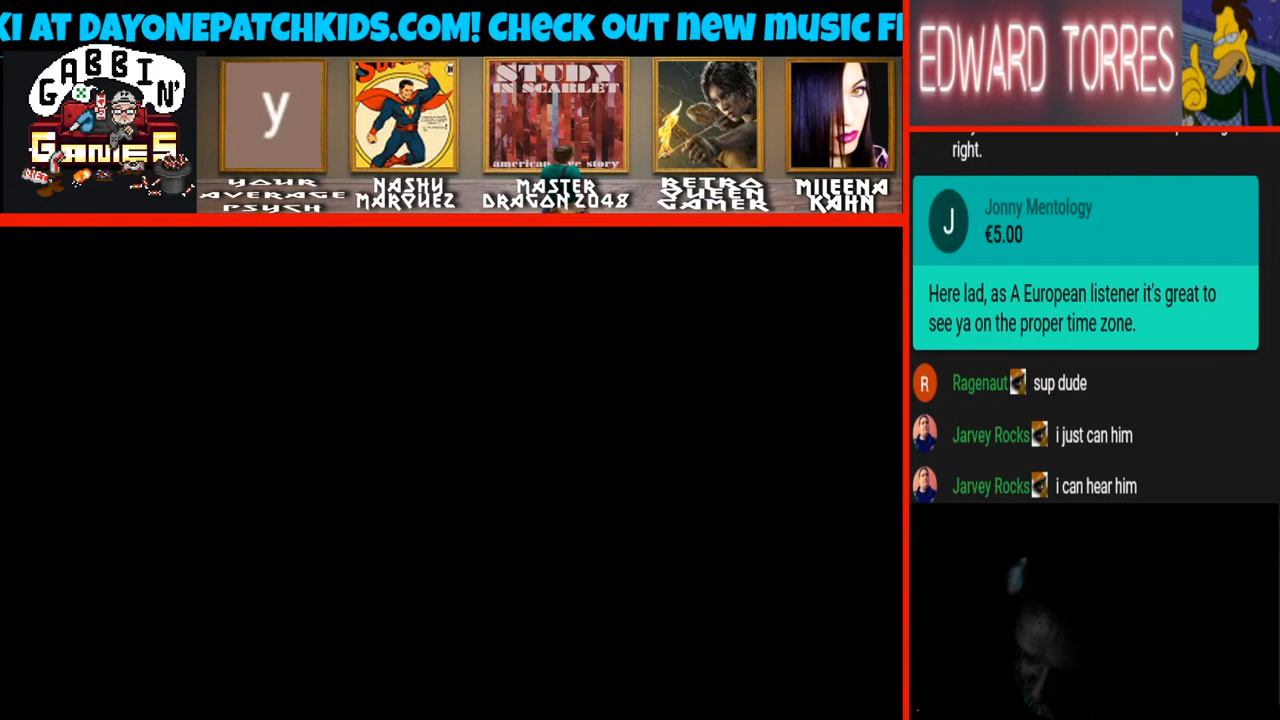 KI AT DAYONEPATCHKIDS.COM! CHECK OUT NEW MUSIC F
GABBIN'
GAMES
y
YOUR
AVERAGE
PSYCH
NASHU
MARQUEZ
STUDY
IN SCARLET
MASTER
DRAGON2048
RETRO
QUEEN
GAMER
MILEENA
KAHN
EDWARD TORRES
right.
J
Jonny Mentology
€5.00
Here lad, as A European listener it's great to
see ya on the proper time zone.
R
Ragenaut sup dude
Jarvey Rocks i just can him
Jarvey Rocks i can hear him